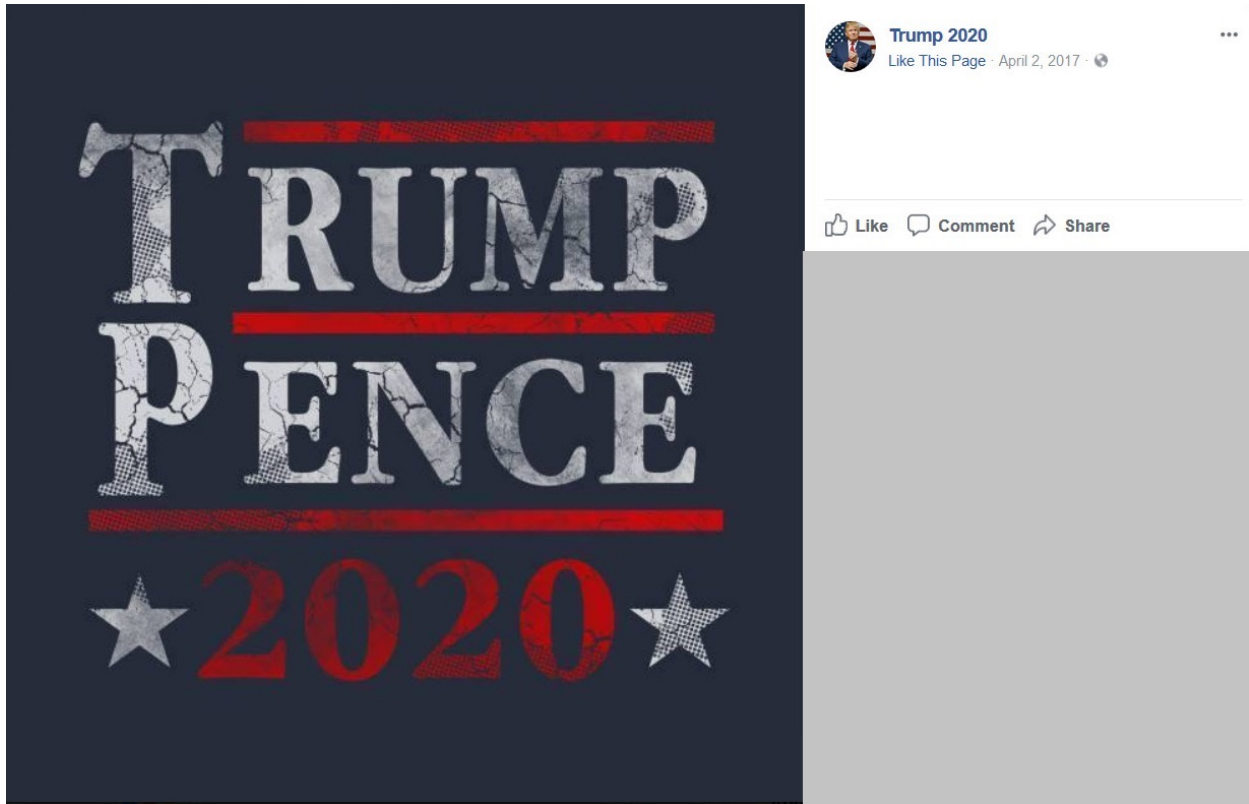 TRUMP
PENCE
2020
Trump 2020
Like This Page · April 2, 2017 ·
Like Comment Share